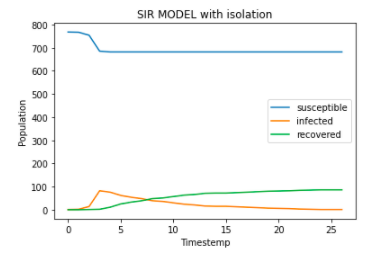 SIR MODEL with isolation
800
700
600
500
400
300
200
100
0
Population
susceptible
infected
recovered
0 5 10 15 20 25
Timestemp